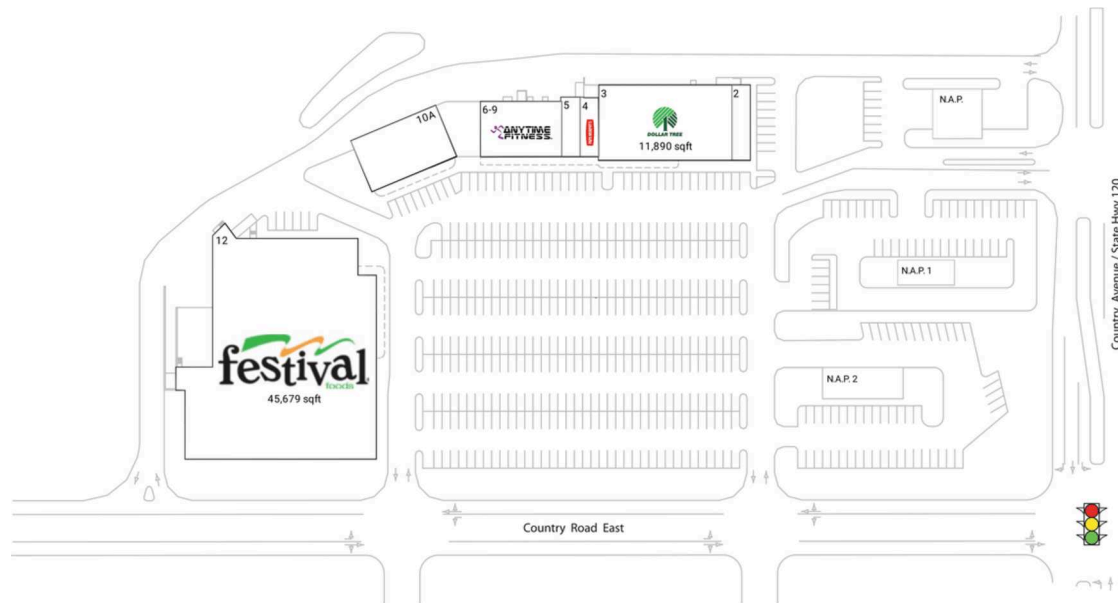 N.A.P.
3
2
5
4
6-9
ANYTIME
FITNESS
DOLLAR TREE
11,890 sqft
10A
12
N.A.P. 1
N.A.P. 2
festival
foods
45,679 sqft
Country Road East
Country Avenue / State Hwy 120